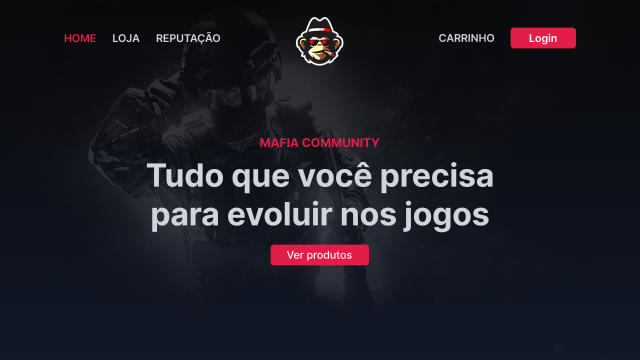 HOME
LOJA
REPUTAÇÃO
CARRINHO
Login
MAFIA COMMUNITY
Tudo que você precisa
para evoluir nos jogos
Ver produtos